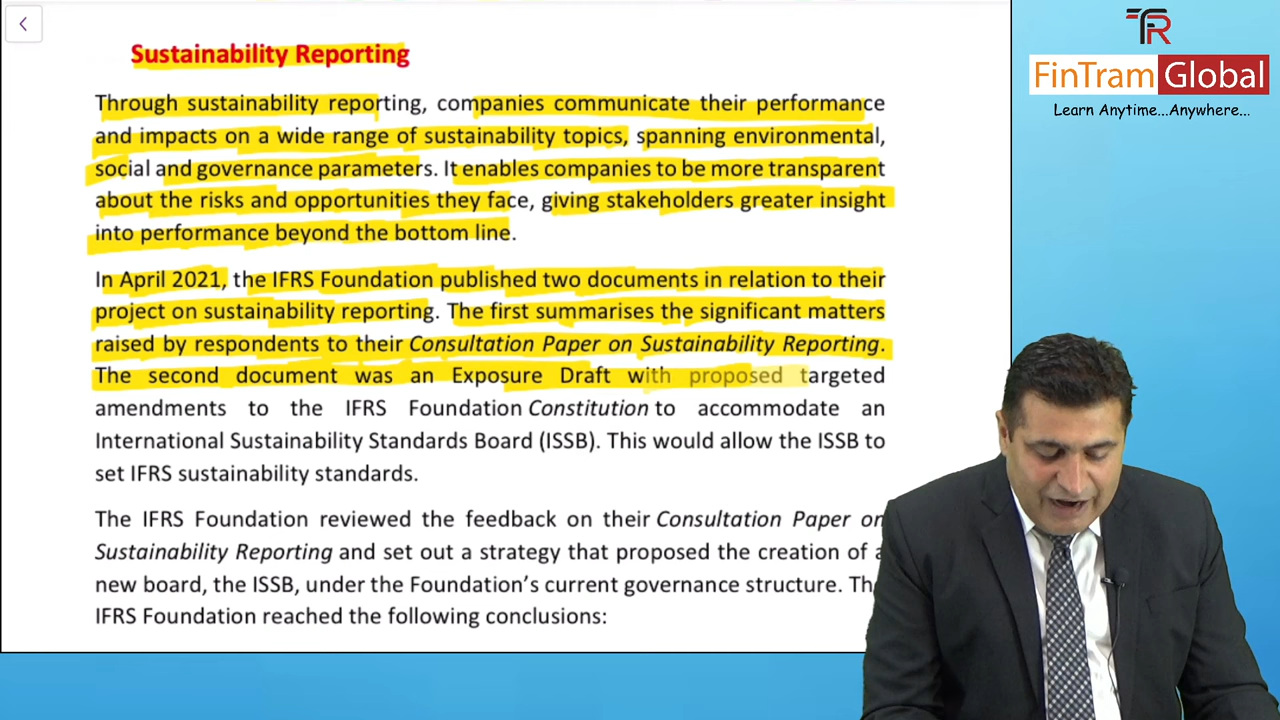 Sustainability Reporting
Through sustainability reporting, companies communicate their performance
and impacts on a wide range of sustainability topics, spanning environmental,
social and governance parameters. It enables companies to be more transparent
about the risks and opportunities they face, giving stakeholders greater insight
into performance beyond the bottom line.
In April 2021, the IFRS Foundation published two documents in relation to their
project on sustainability reporting. The first summarises the significant matters
raised by respondents to their Consultation Paper on Sustainability Reporting.
The second document was an Exposure Draft with proposed targeted
amendments to the IFRS Foundation Constitution to accommodate an
International Sustainability Standards Board (ISSB). This would allow the ISSB to
set IFRS sustainability standards.
The IFRS Foundation reviewed the feedback on their Consultation Paper on
Sustainability Reporting and set out a strategy that proposed the creation of a
new board, the ISSB, under the Foundation's current governance structure. The
IFRS Foundation reached the following conclusions:
FinTram Global
Learn Anytime...Anywhere...